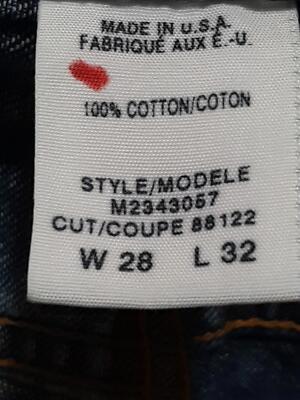 MADE IN U.S.A.
FABRIQUÉ AUX É.-U.
100% COTTON/COTON
STYLE/MODELE
M2343057
CUT/COUPE 88122
W 28 L 32